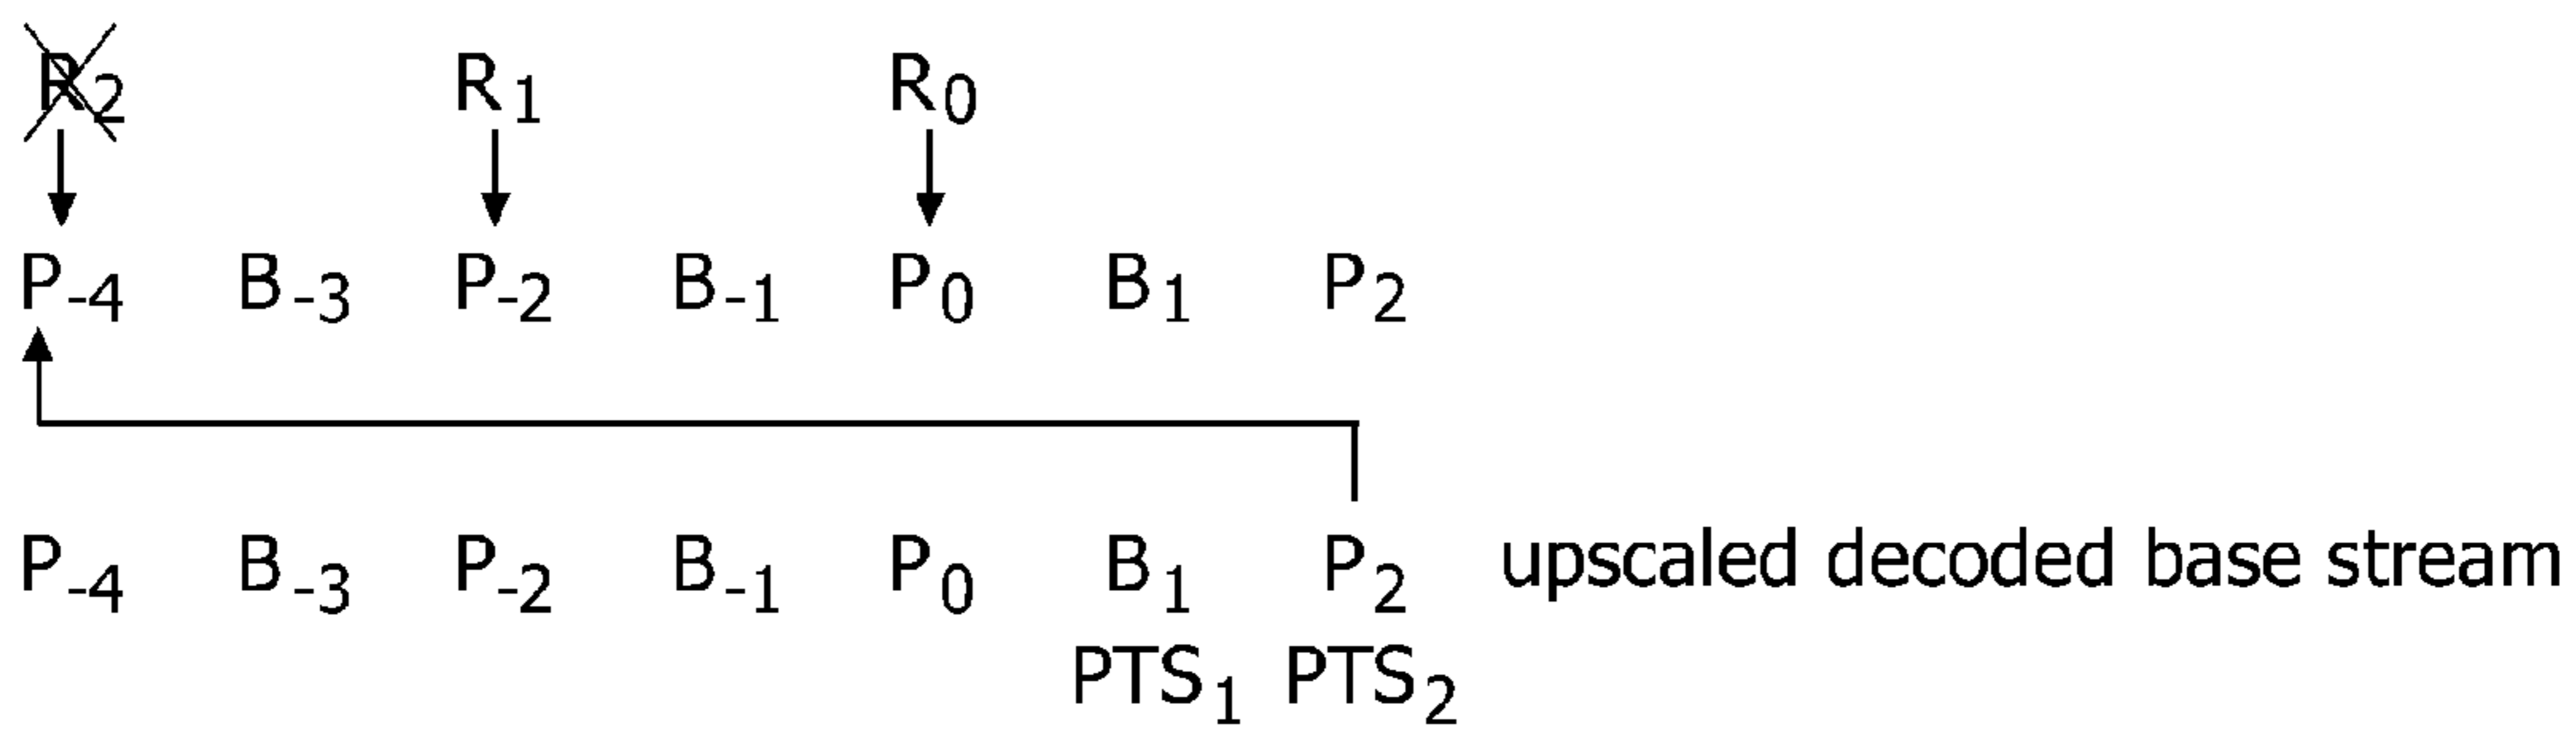 R2 R1 R0
P-4 B-3 P-2 B-1 P0 B1 P2
P-4 B-3 P-2 B-1 P0 B1 P2 upscaled decoded base stream
PTS1 PTS2